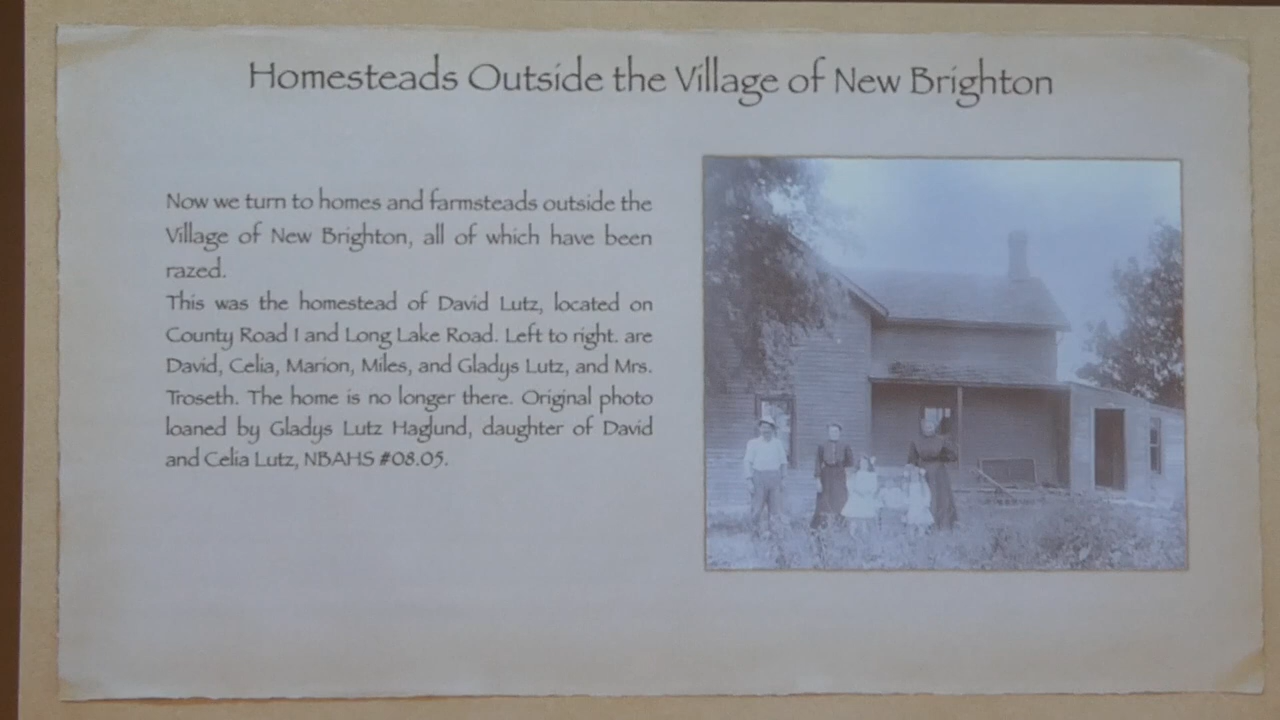 Homesteads Outside the Village of New Brighton
Now we turn to homes and farmsteads outside the
Village of New Brighton, all of which have been
razed.
This was the homestead of David Lutz, located on
County Road I and Long Lake Road. Left to right. are
David, Celia, Marion, Miles, and Gladys Lutz, and Mrs.
Troseth. The home is no longer there. Original photo
loaned by Gladys Lutz Haglund, daughter of David
and Celia Lutz, NBAHS #08.05.